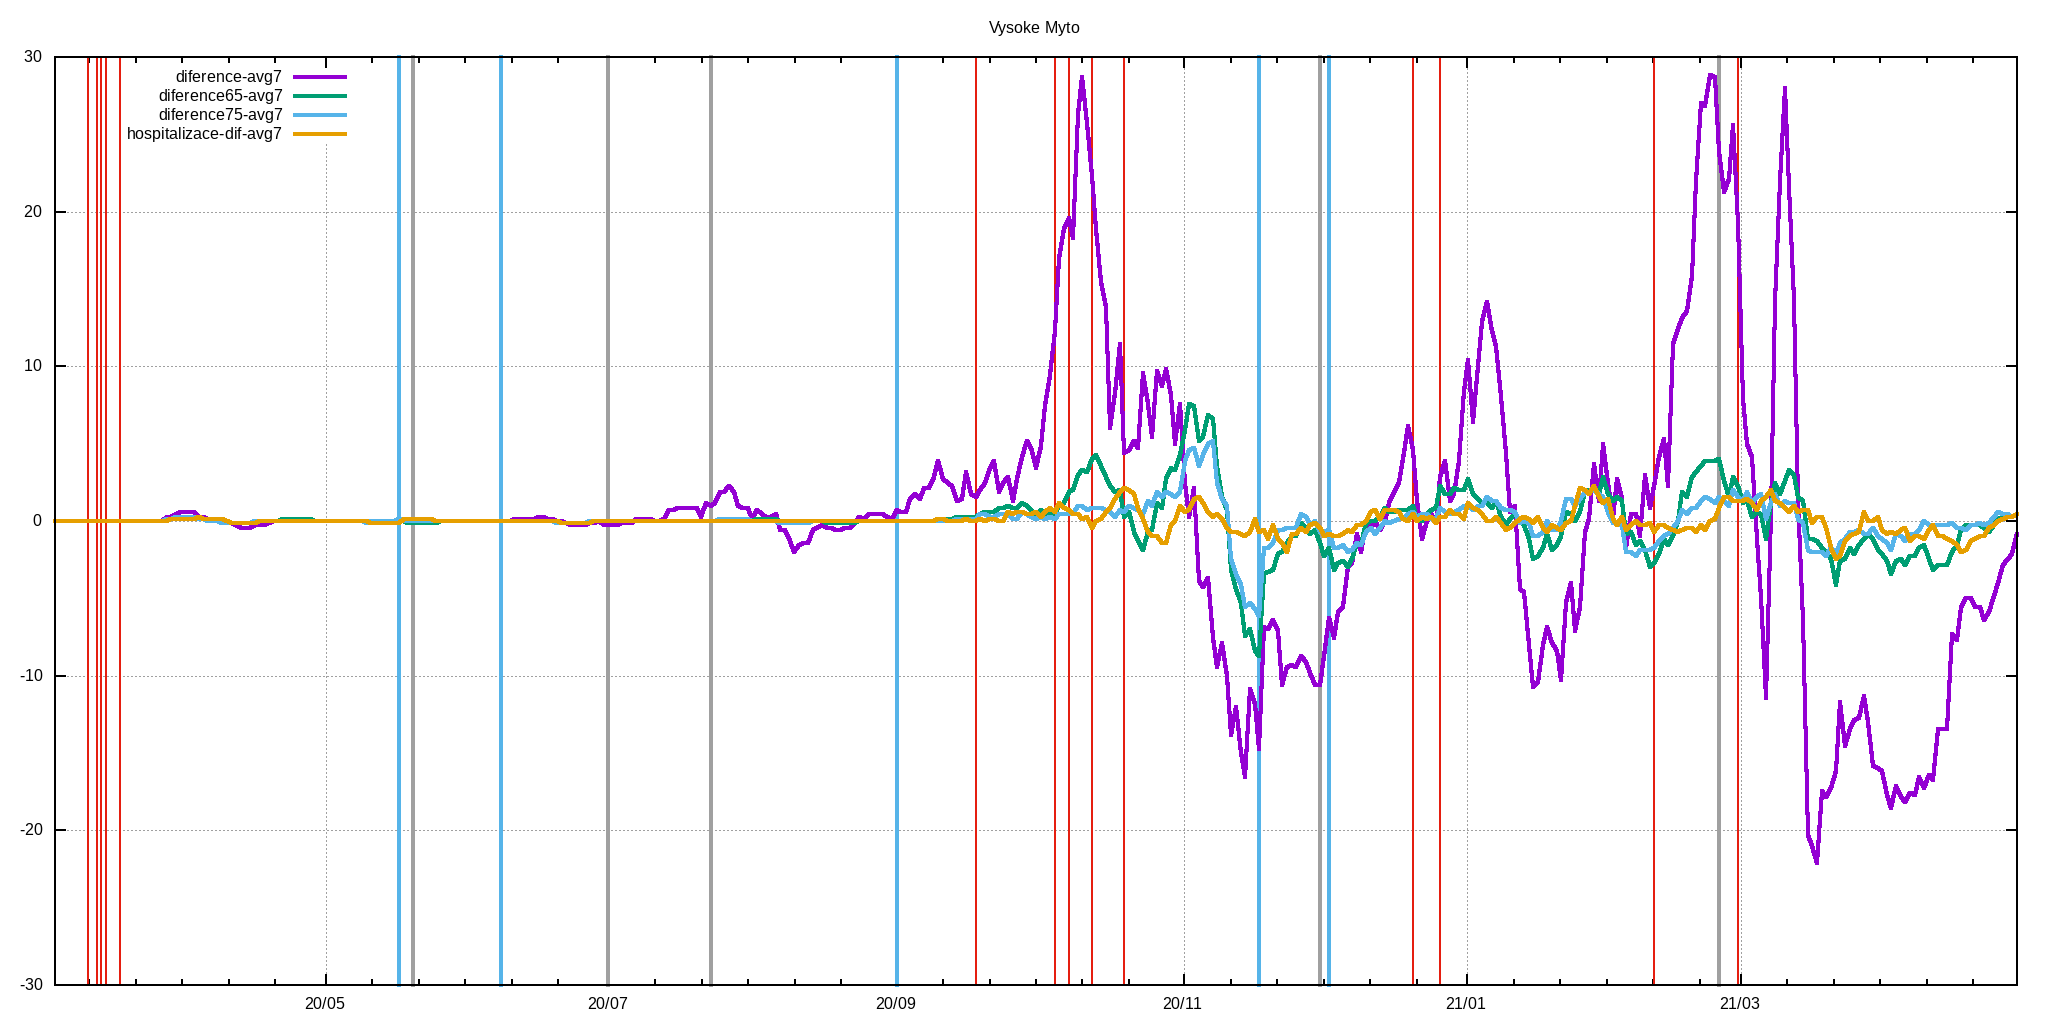 Vysoke Myto
30
diference-avg7
diference65-avg7
diference75-avg7
hospitalizace-dif-avg7
20
10
0
-10
-20
-30
20/05
20/07
20/09
20/11
21/01
21/03